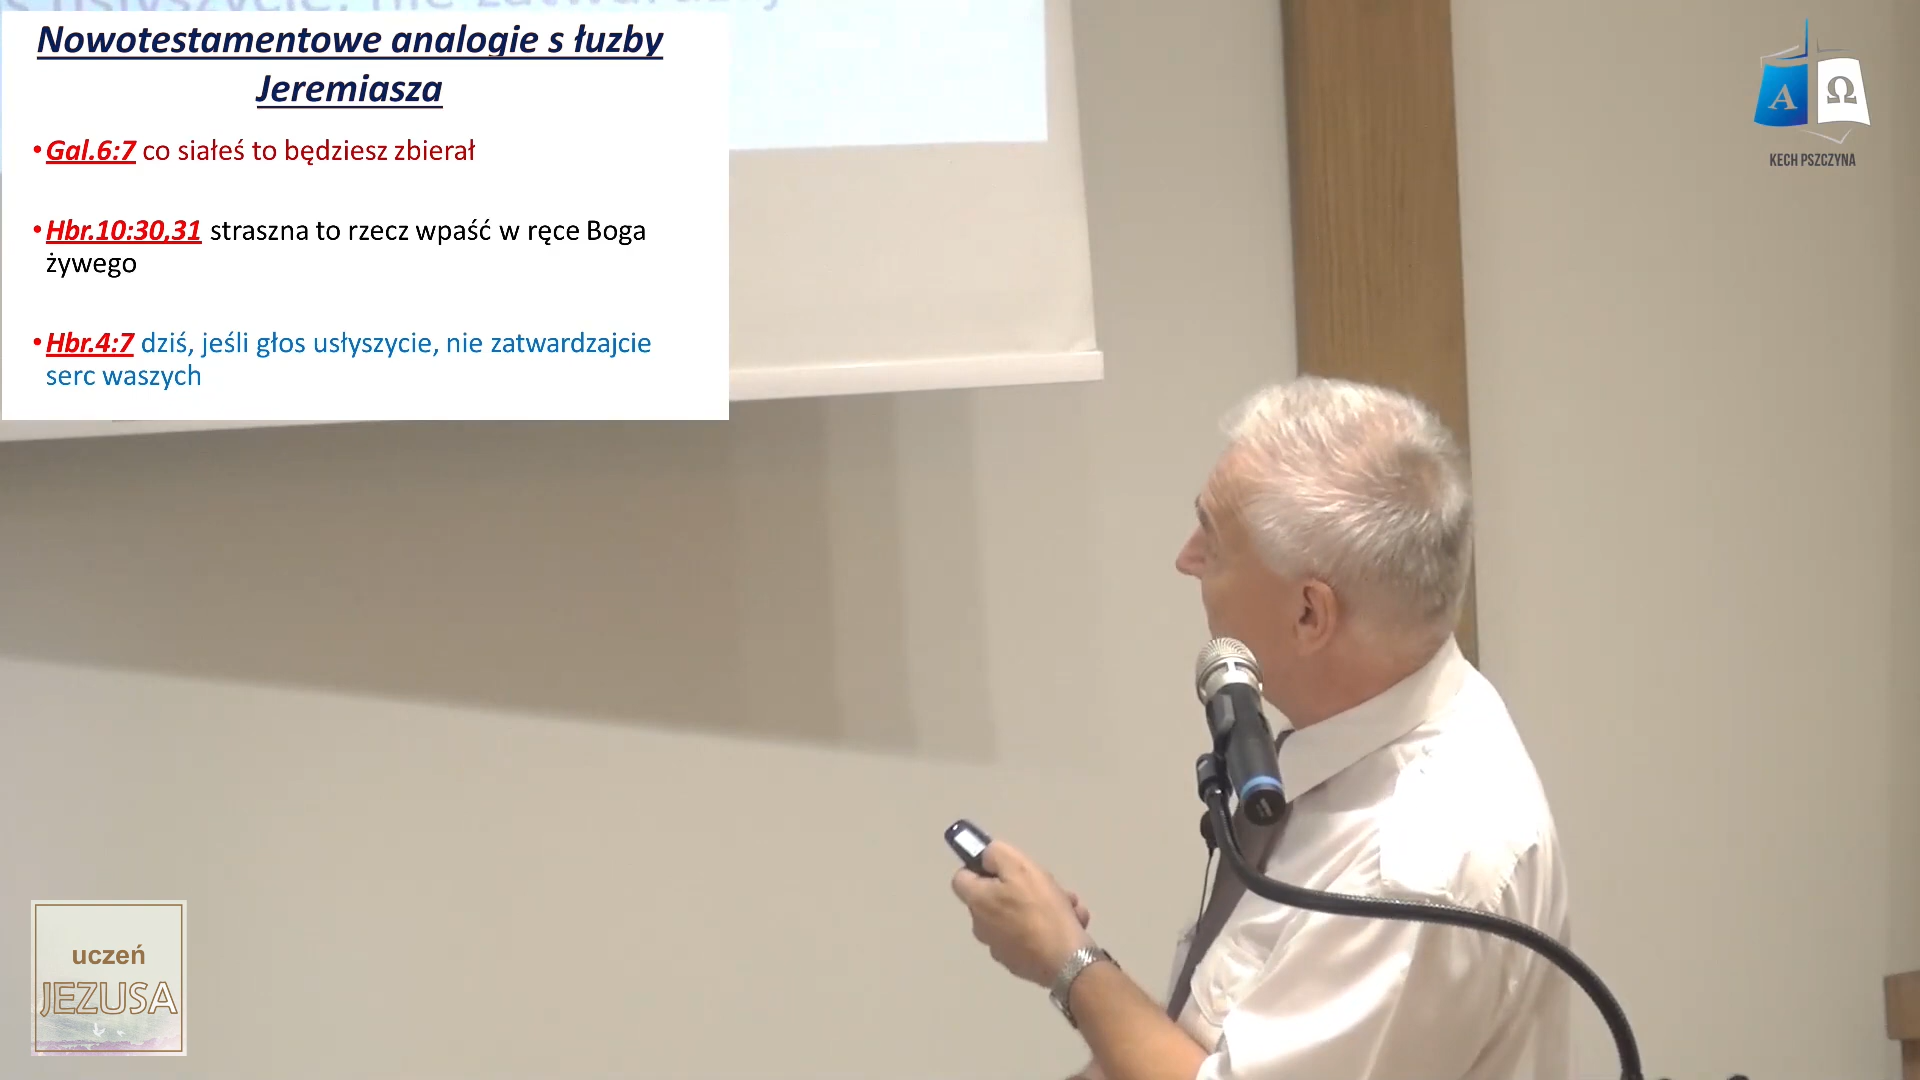 Nowotestamentowe analogie s łuzby
Jeremiasza
•Gal.6:7 co siałeś to będziesz zbierał
•Hbr.10:30,31 straszna to rzecz wpaść w ręce Boga
żywego
•Hbr.4:7 dziś, jeśli głos usłyszycie, nie zatwardzajcie
serc waszych
A Ω
KECH PSZCZYNA
uczeń
JEZUSA